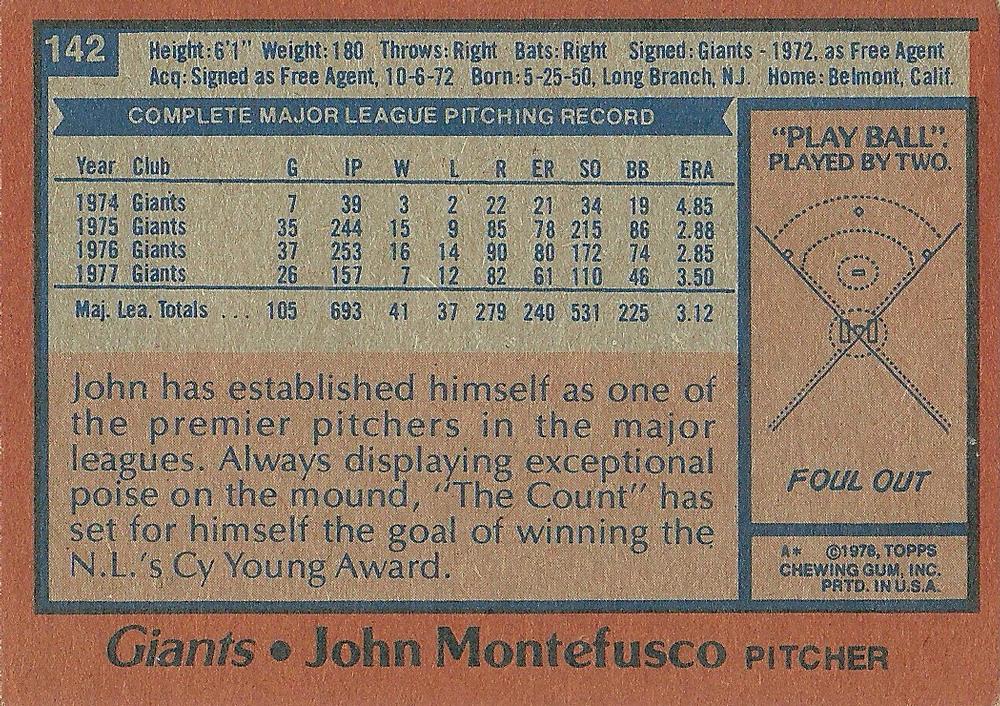 142
Height:6'1" Weight:180 Throws:Right Bats:Right Signed:Giants - 1972, as Free Agent
Acq: Signed as Free Agent, 10-6-72 Born:5-25-50, Long Branch, N.J. Home: Belmont, Calif.
COMPLETE MAJOR LEAGUE PITCHING RECORD
Year Club G IP W L R ER SO BB ERA
1974 Giants 7 39 3 2 22 21 34 19 4.85
1975 Giants 35 244 15 9 85 78 215 86 2.88
1976 Giants 37 253 16 14 90 80 172 74 2.85
1977 Giants 26 157 7 12 82 61 110 46 3.50
Maj. Lea. Totals ... 105 693 41 37 279 240 531 225 3.12
John has established himself as one of
the premier pitchers in the major
leagues. Always displaying exceptional
poise on the mound, "The Count" has
set for himself the goal of winning the
N.L.'s Cy Young Award.
"PLAY BALL".
PLAYED BY TWO.
FOUL OUT
A* ©1978, TOPPS
CHEWING GUM, INC.
PRTD. IN U.S.A.
Giants • John Montefusco PITCHER